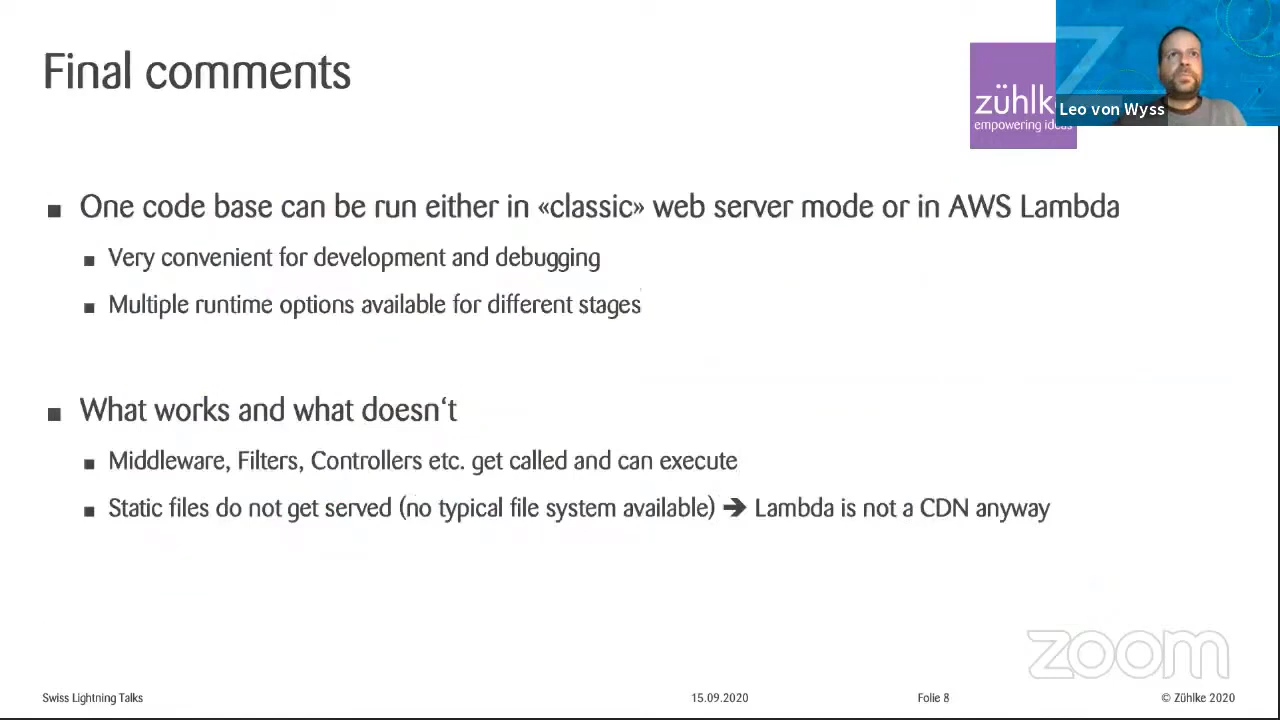 Final comments
zühlke
empowering ideas
Leo von Wyss
One code base can be run either in «classic» web server mode or in AWS Lambda
Very convenient for development and debugging
Multiple runtime options available for different stages
What works and what doesn‘t
Middleware, Filters, Controllers etc. get called and can execute
Static files do not get served (no typical file system available) ➔ Lambda is not a CDN anyway
zoom
Swiss Lightning Talks
15.09.2020
Folie 8
© Zühlke 2020